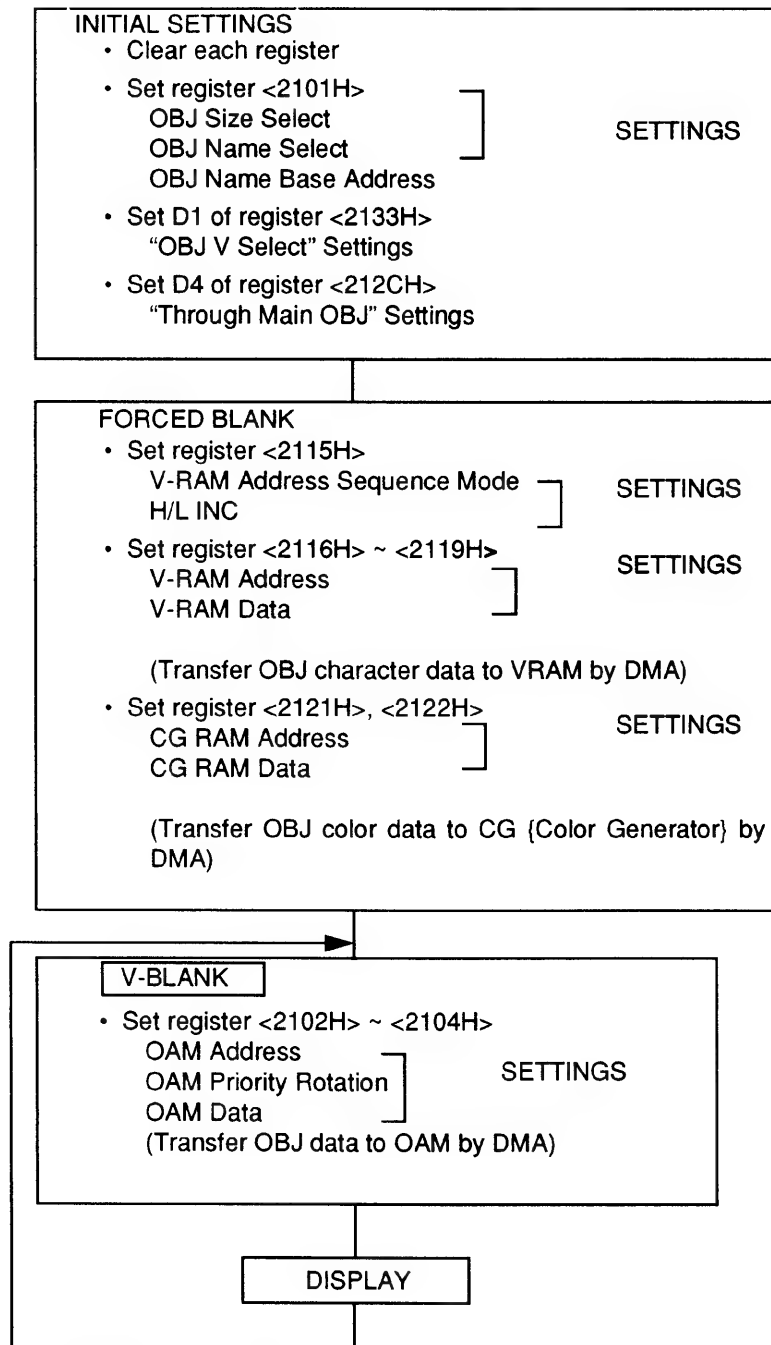 INITIAL SETTINGS
• Clear each register
• Set register <2101H>
OBJ Size Select
OBJ Name Select
OBJ Name Base Address
SETTINGS
• Set D1 of register <2133H>
"OBJ V Select" Settings
• Set D4 of register <212CH>
"Through Main OBJ" Settings
FORCED BLANK
• Set register <2115H>
V-RAM Address Sequence Mode
H/L INC
SETTINGS
• Set register <2116H> ~ <2119H>
V-RAM Address
V-RAM Data
SETTINGS
(Transfer OBJ character data to VRAM by DMA)
• Set register <2121H>, <2122H>
CG RAM Address
CG RAM Data
SETTINGS
(Transfer OBJ color data to CG {Color Generator} by
DMA)
V-BLANK
• Set register <2102H> ~ <2104H>
OAM Address
OAM Priority Rotation
OAM Data
SETTINGS
(Transfer OBJ data to OAM by DMA)
DISPLAY